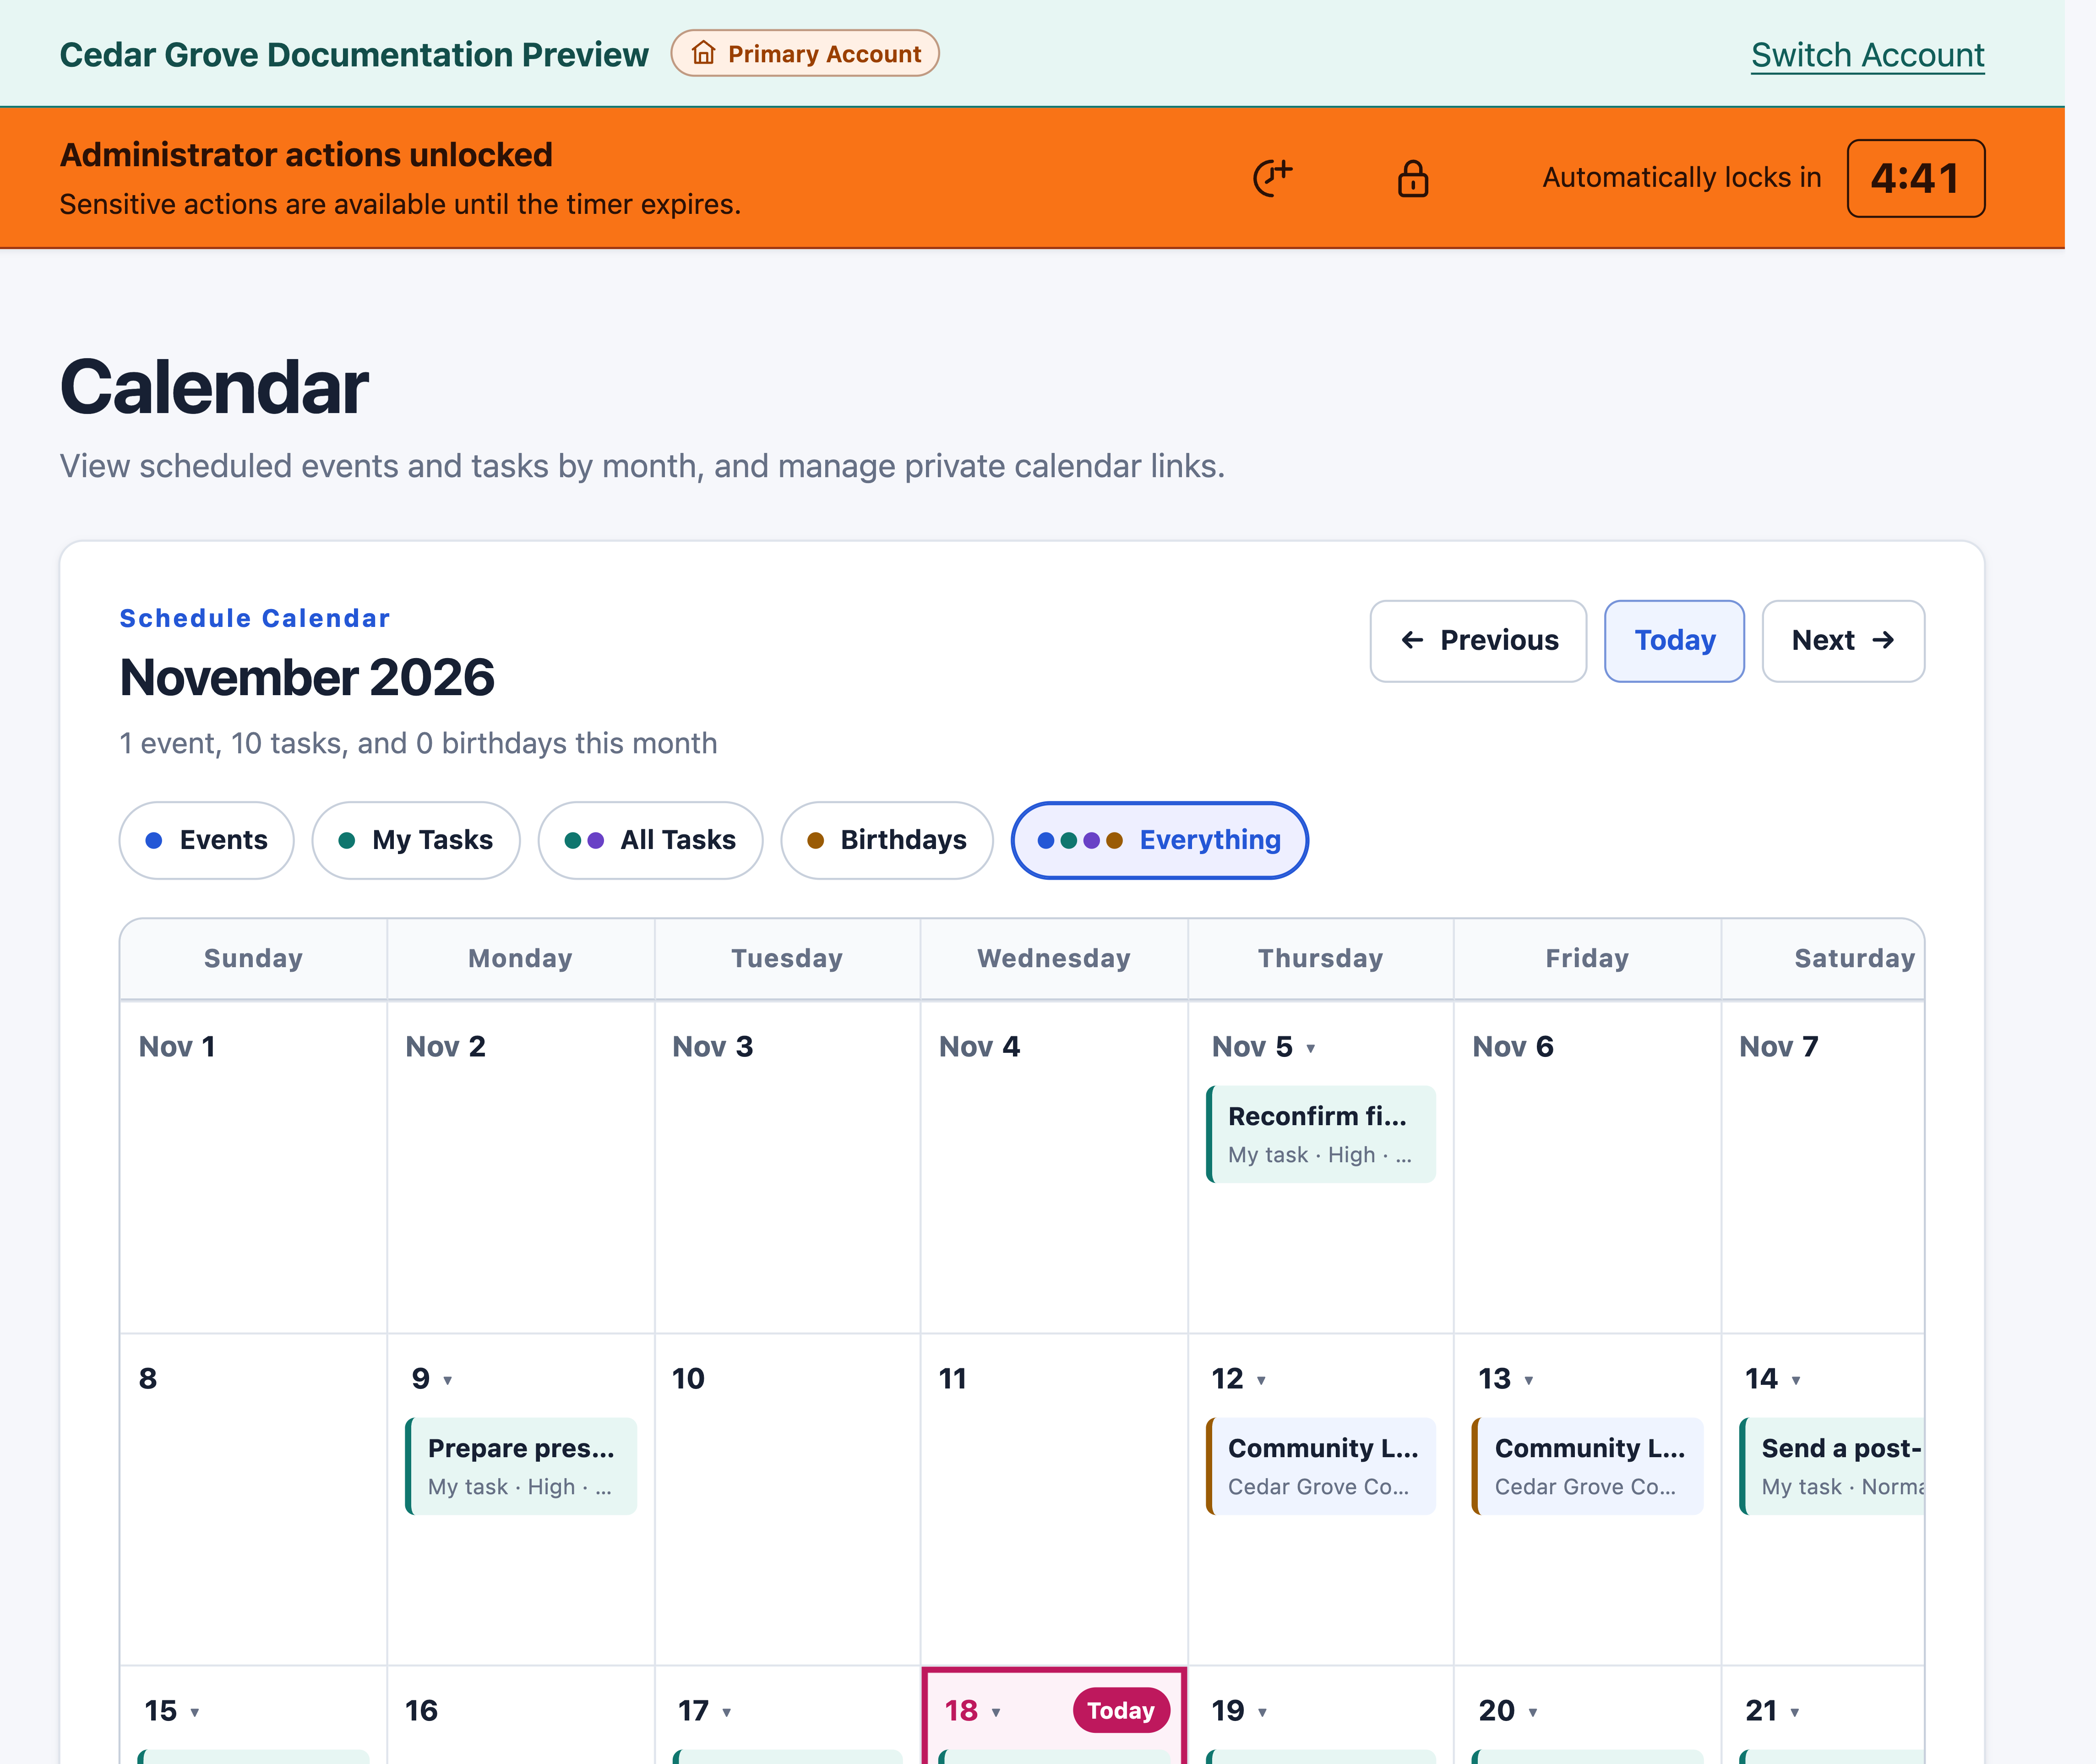 Cedar Grove Documentation Preview
Primary Account
Switch Account
Administrator actions unlocked
Sensitive actions are available until the timer expires.
Automatically locks in
4:41
Calendar
View scheduled events and tasks by month, and manage private calendar links.
Schedule Calendar
November 2026
1 event, 10 tasks, and 0 birthdays this month
← Previous
Today
Next →
Events
My Tasks
All Tasks
Birthdays
Everything
Sunday
Monday
Tuesday
Wednesday
Thursday
Friday
Saturday
Nov 1
Nov 2
Nov 3
Nov 4
Nov 5
Reconfirm fi...
My task · High · ...
Nov 6
Nov 7
8
9
Prepare pres...
My task · High · ...
10
11
12
Community L...
Cedar Grove Co...
13
Community L...
Cedar Grove Co...
14
Send a post-
My task · Norma
15
16
17
18
Today
19
20
21